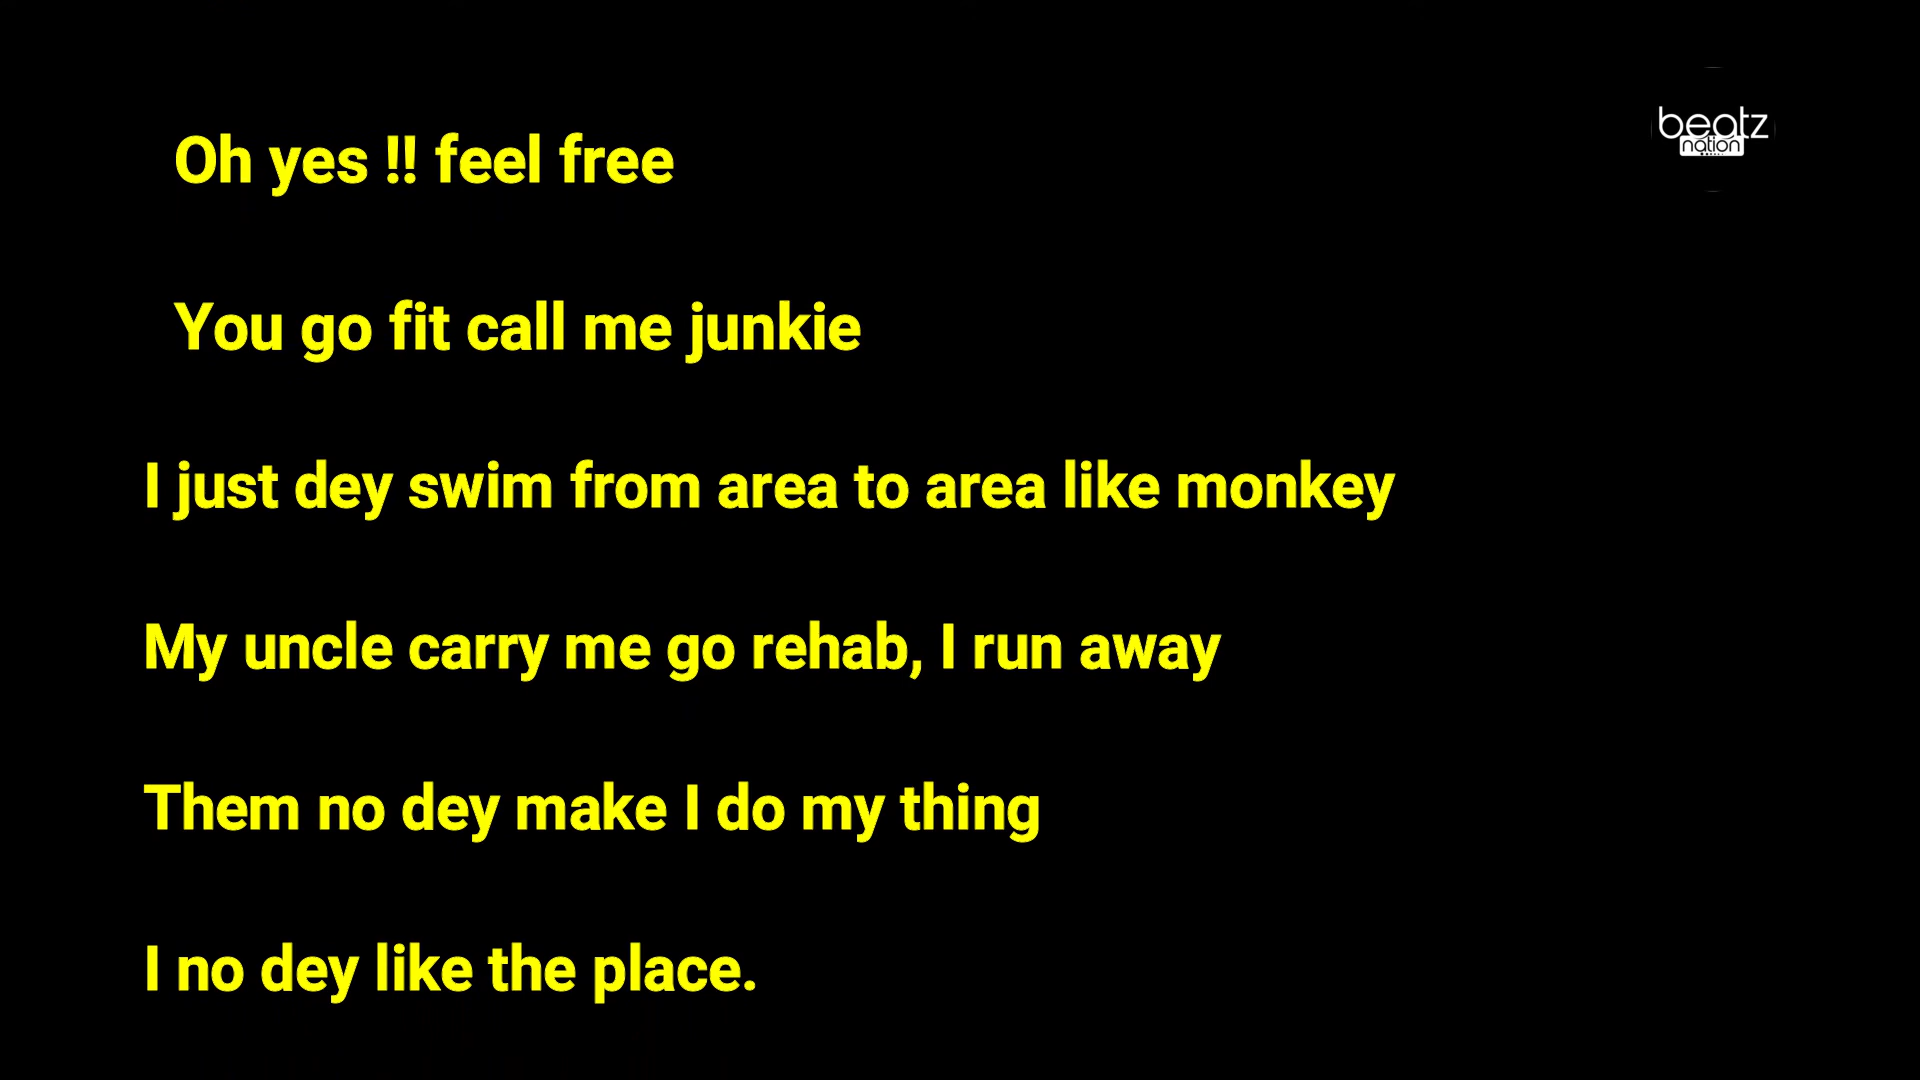 beatz
nation
Oh yes !! feel free
You go fit call me junkie
I just dey swim from area to area like monkey
My uncle carry me go rehab, I run away
Them no dey make I do my thing
I no dey like the place.